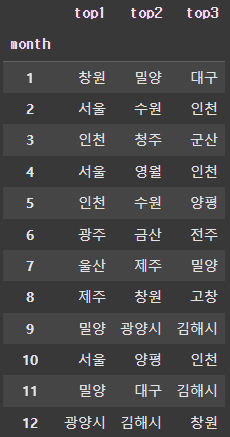 top1 top2 top3
month
1 창원 밀양 대구
2 서울 수원 인천
3 인천 청주 군산
4 서울 영월 인천
5 인천 수원 양평
6 광주 금산 전주
7 울산 제주 밀양
8 제주 창원 고창
9 밀양 광양시 김해시
10 서울 양평 인천
11 밀양 대구 김해시
12 광양시 김해시 창원